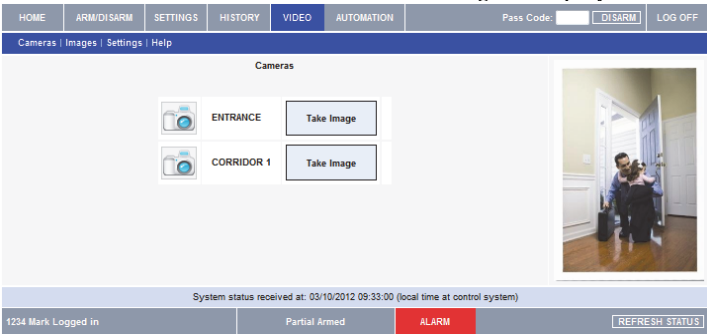 HOME ARM/DISARM SETTINGS HISTORY VIDEO AUTOMATION Pass Code: DISARM LOG OFF
Cameras | Images | Settings | Help
Cameras
ENTRANCE Take Image
CORRIDOR 1 Take Image
System status received at: 03/10/2012 09:33:00 (local time at control system)
1234 Mark Logged in Partial Armed ALARM REFRESH STATUS